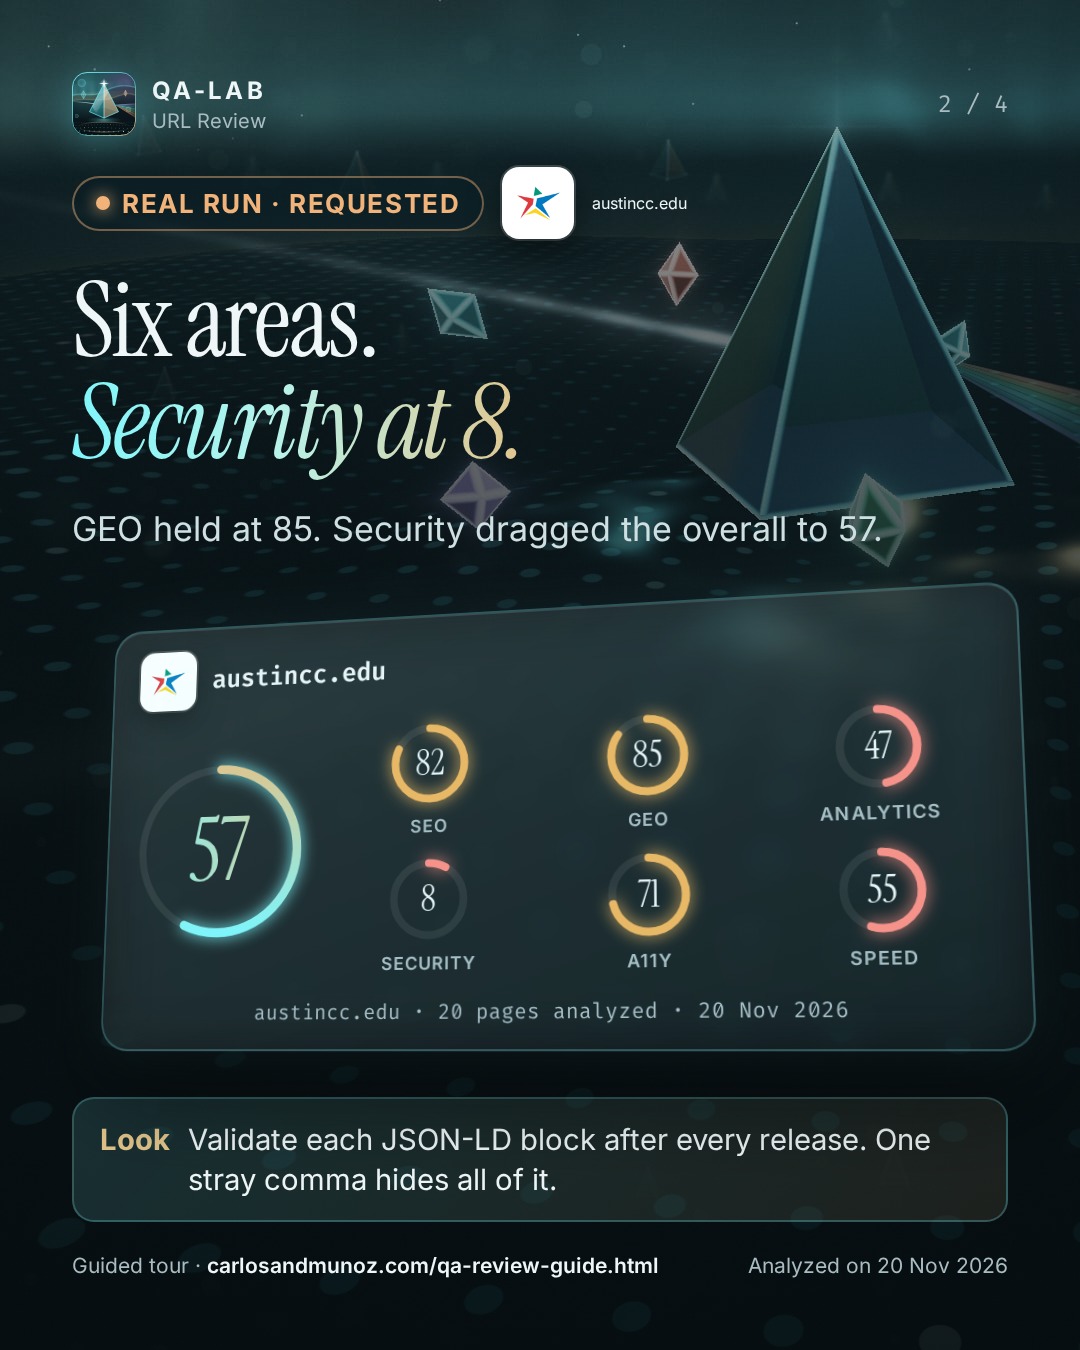 QA-LAB
URL Review
2 / 4
REAL RUN · REQUESTED
austincc.edu
Six areas.
Security at 8.
GEO held at 85. Security dragged the overall to 57.
austincc.edu
57
82
SEO
85
GEO
47
ANALYTICS
8
SECURITY
71
A11Y
55
SPEED
austincc.edu · 20 pages analyzed · 20 Nov 2026
Look Validate each JSON-LD block after every release. One
stray comma hides all of it.
Guided tour · carlosandmunoz.com/qa-review-guide.html
Analyzed on 20 Nov 2026